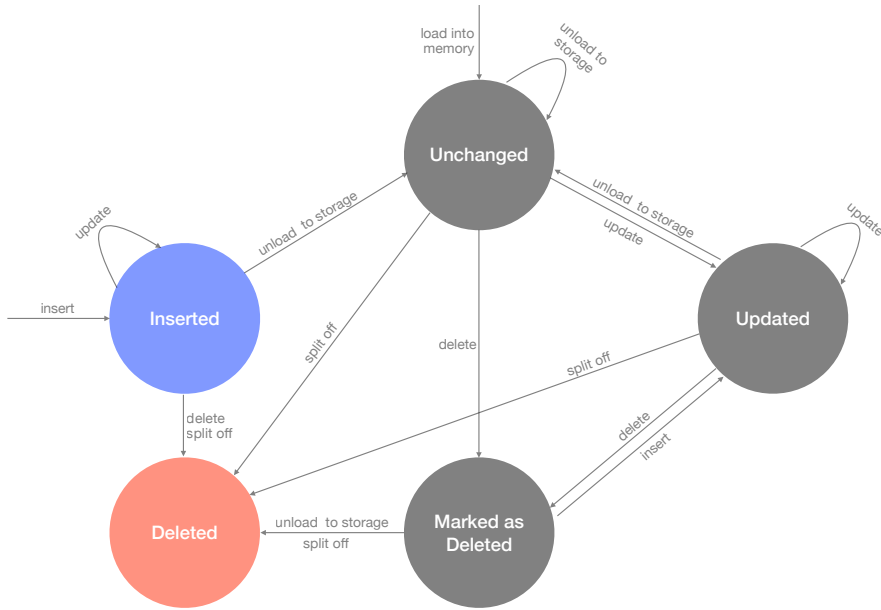 load into
memory
unload to
storage
Unchanged
unload to storage
update
unload to storage
update
update
insert
Inserted
Updated
split off
delete
split off
delete
split off
delete
insert
Deleted
unload to storage
split off
Marked as
Deleted